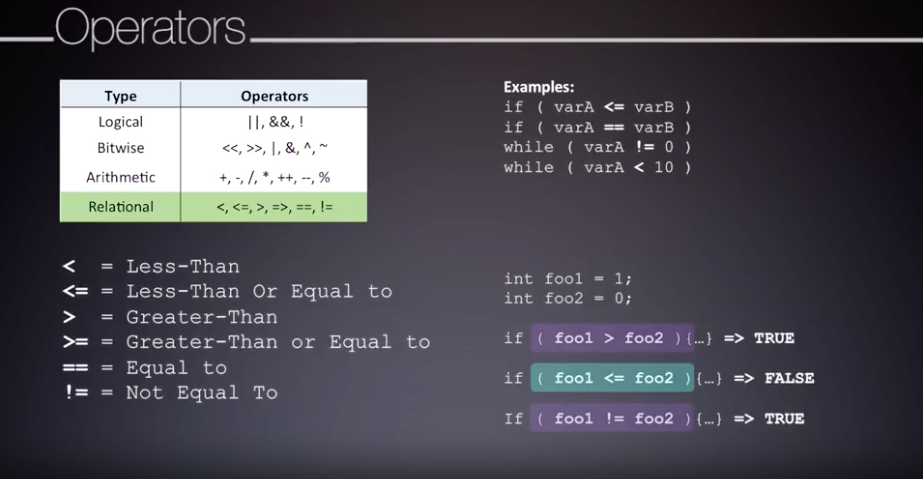 Operators
Type Operators
Logical ||, &&, !
Bitwise <<, >>, |, &, ^, ~
Arithmetic +, -, /, *, ++, --, %
Relational <, <=, >, =>, ==, !=
< = Less-Than
<= = Less-Than Or Equal to
> = Greater-Than
>= = Greater-Than or Equal to
== = Equal to
!= = Not Equal To
Examples:
if ( varA <= varB )
if ( varA == varB )
while ( varA != 0 )
while ( varA < 10 )
int foo1 = 1;
int foo2 = 0;
if ( foo1 > foo2 ){…} => TRUE
if ( foo1 <= foo2 ){…} => FALSE
If ( foo1 != foo2 ){…} => TRUE